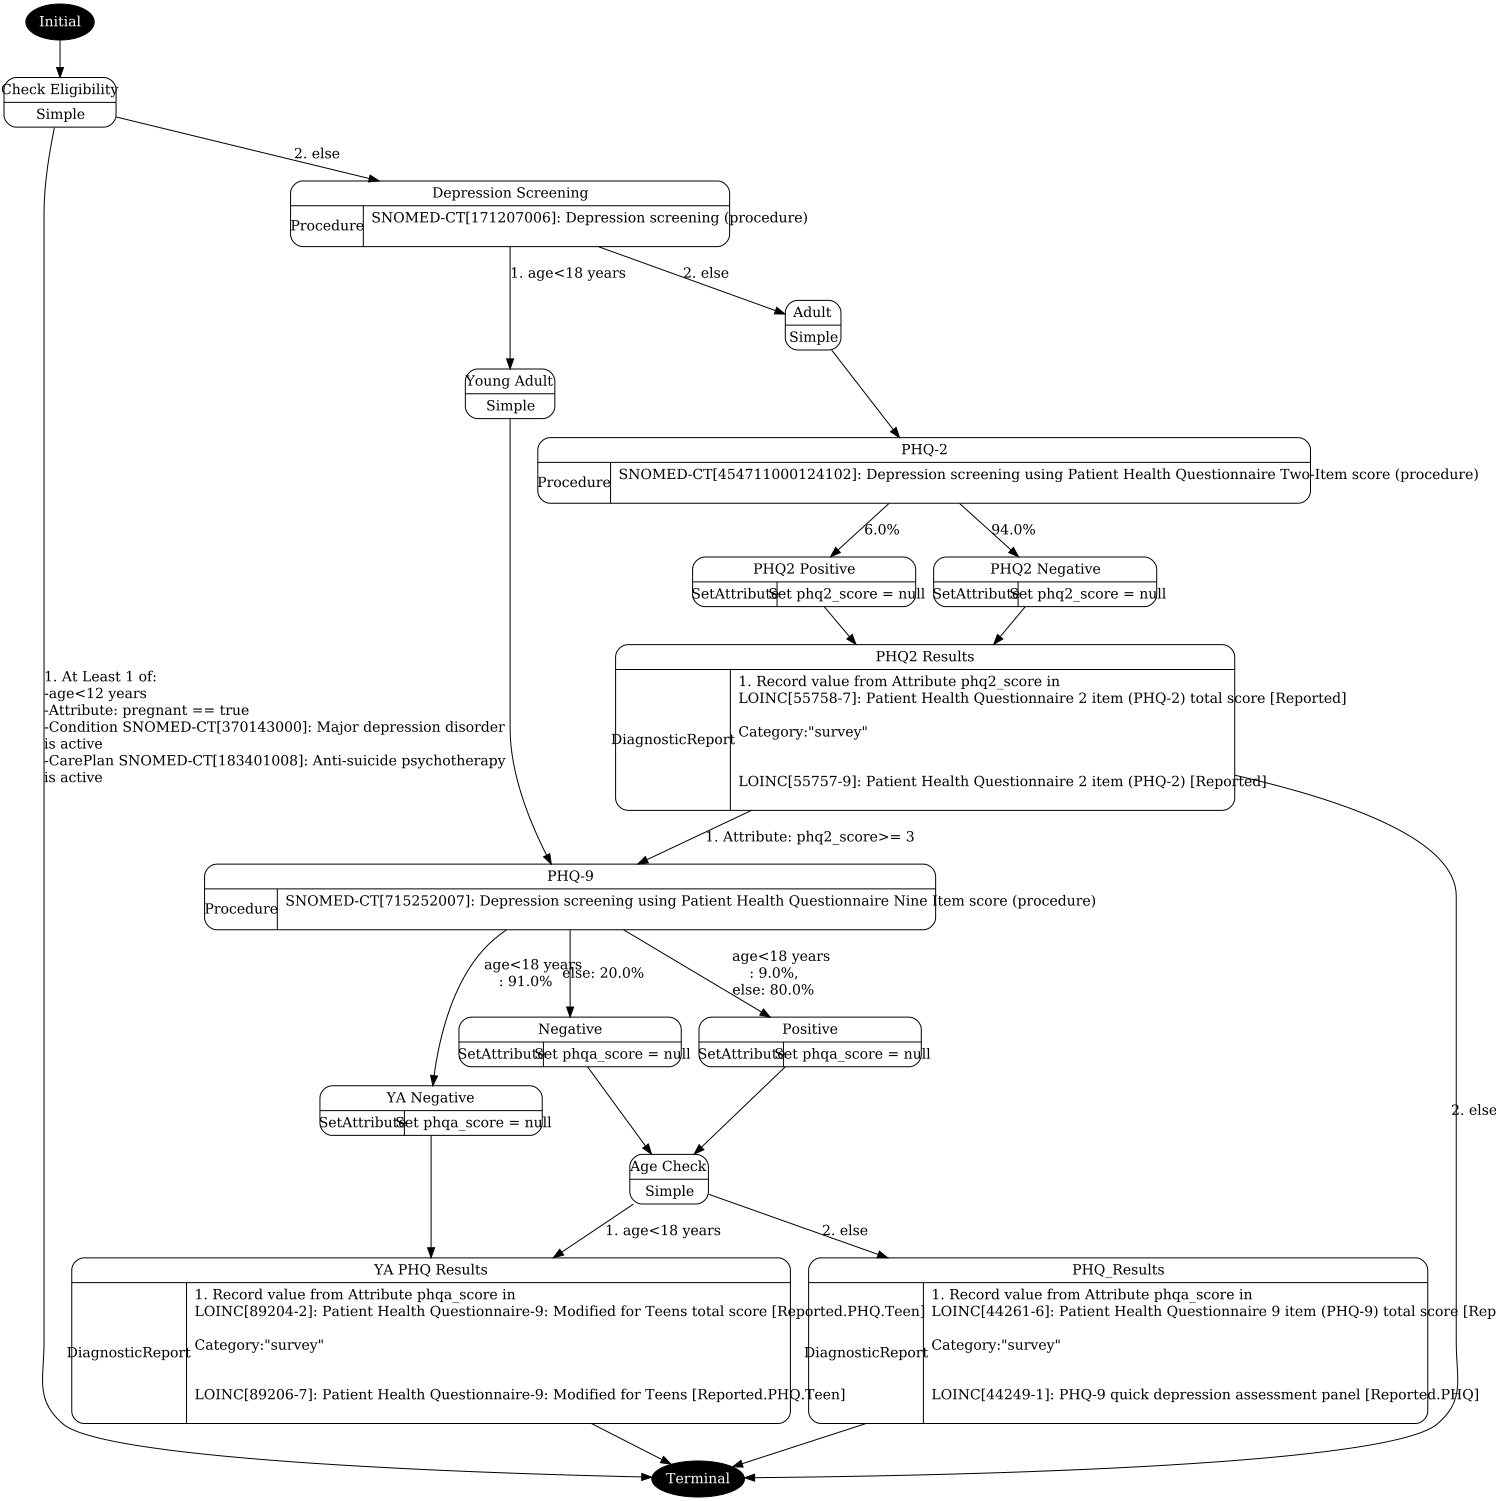 Initial
Check Eligibility
Simple
2. else
Depression Screening
Procedure
SNOMED-CT[171207006]: Depression screening (procedure)
1. age<18 years
2. else
Adult
Simple
Young Adult
Simple
PHQ-2
Procedure
SNOMED-CT[454711000124102]: Depression screening using Patient Health Questionnaire Two-Item score (procedure)
6.0%
94.0%
PHQ2 Positive
SetAttribute
Set phq2_score = null
PHQ2 Negative
SetAttribute
Set phq2_score = null
1. At Least 1 of:
-age<12 years
-Attribute: pregnant == true
-Condition SNOMED-CT[370143000]: Major depression disorder
is active
-CarePlan SNOMED-CT[183401008]: Anti-suicide psychotherapy
is active
PHQ2 Results
DiagnosticReport
1. Record value from Attribute phq2_score in
LOINC[55758-7]: Patient Health Questionnaire 2 item (PHQ-2) total score [Reported]
Category:"survey"
LOINC[55757-9]: Patient Health Questionnaire 2 item (PHQ-2) [Reported]
1. Attribute: phq2_score>= 3
PHQ-9
Procedure
SNOMED-CT[715252007]: Depression screening using Patient Health Questionnaire Nine Item score (procedure)
age<18 years
: 91.0%
else: 20.0%
age<18 years
: 9.0%,
else: 80.0%
Negative
SetAttribute
Set phqa_score = null
Positive
SetAttribute
Set phqa_score = null
YA Negative
SetAttribute
Set phqa_score = null
2. else
Age Check
Simple
1. age<18 years
2. else
YA PHQ Results
DiagnosticReport
1. Record value from Attribute phqa_score in
LOINC[89204-2]: Patient Health Questionnaire-9: Modified for Teens total score [Reported.PHQ.Teen]
Category:"survey"
LOINC[89206-7]: Patient Health Questionnaire-9: Modified for Teens [Reported.PHQ.Teen]
PHQ_Results
DiagnosticReport
1. Record value from Attribute phqa_score in
LOINC[44261-6]: Patient Health Questionnaire 9 item (PHQ-9) total score [Rep
Category:"survey"
LOINC[44249-1]: PHQ-9 quick depression assessment panel [Reported.PHQ]
Terminal